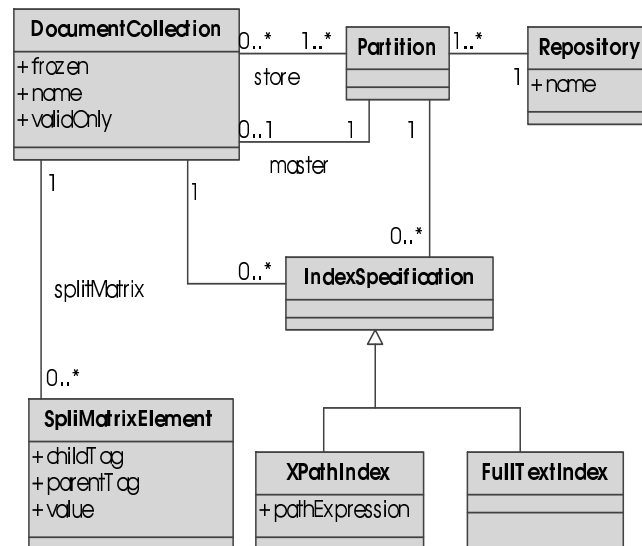 DocumentCollection
+frozen
+name
+validOnly
0..*
1..*
store
Partition
1..*
1
Repository
+name
0..1
1
master
1
1
1
0..*
0..*
splitMatrix
IndexSpecification
0..*
SpliMatrixElement
+childTag
+parentTag
+value
XPathIndex
+pathExpression
FullTextIndex